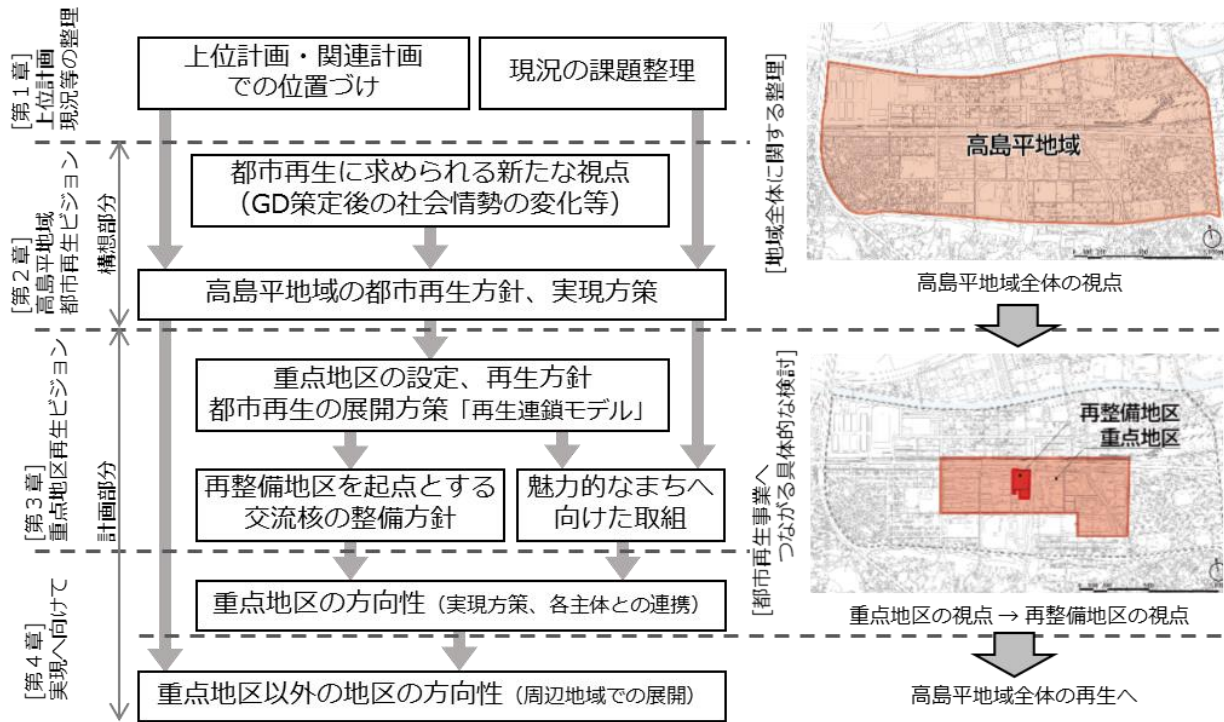 [第1章]
上位計画
現況等の整理
上位計画・関連計画
での位置づけ
現況の課題整理
[第2章]
高島平地域
都市再生ビジョン
構想部分
都市再生に求められる新たな視点
（GD策定後の社会情勢の変化等）
高島平地域の都市再生方針、実現方策
[第3章]
重点地区再生ビジョン
計画部分
重点地区の設定、再生方針
都市再生の展開方策「再生連鎖モデル」
再整備地区を起点とする
交流核の整備方針
魅力的なまちへ
向けた取組
[第4章]
実現へ向けて
重点地区の方向性（実現方策、各主体との連携）
重点地区以外の地区の方向性（周辺地域での展開）
[地域全体に関する整理]
高島平地域
高島平地域全体の視点
[都市再生事業へ
つながる具体的な検討]
再整備地区
重点地区
重点地区の視点 → 再整備地区の視点
高島平地域全体の再生へ